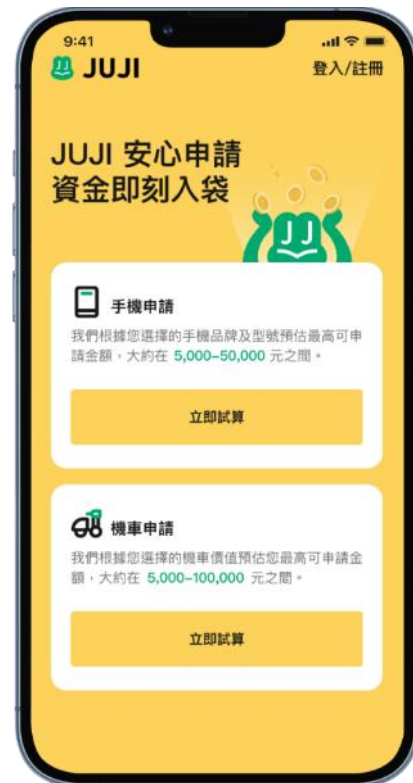 9:41
JUJI
登入/註冊
JUJI 安心申請
資金即刻入袋
JJ
手機申請
我們根據您選擇的手機品牌及型號預估最高可申
請金額，大約在 5,000–50,000 元之間。
立即試算
機車申請
我們根據您選擇的機車價值預估您最高可申請金
額，大約在 5,000–100,000 元之間。
立即試算